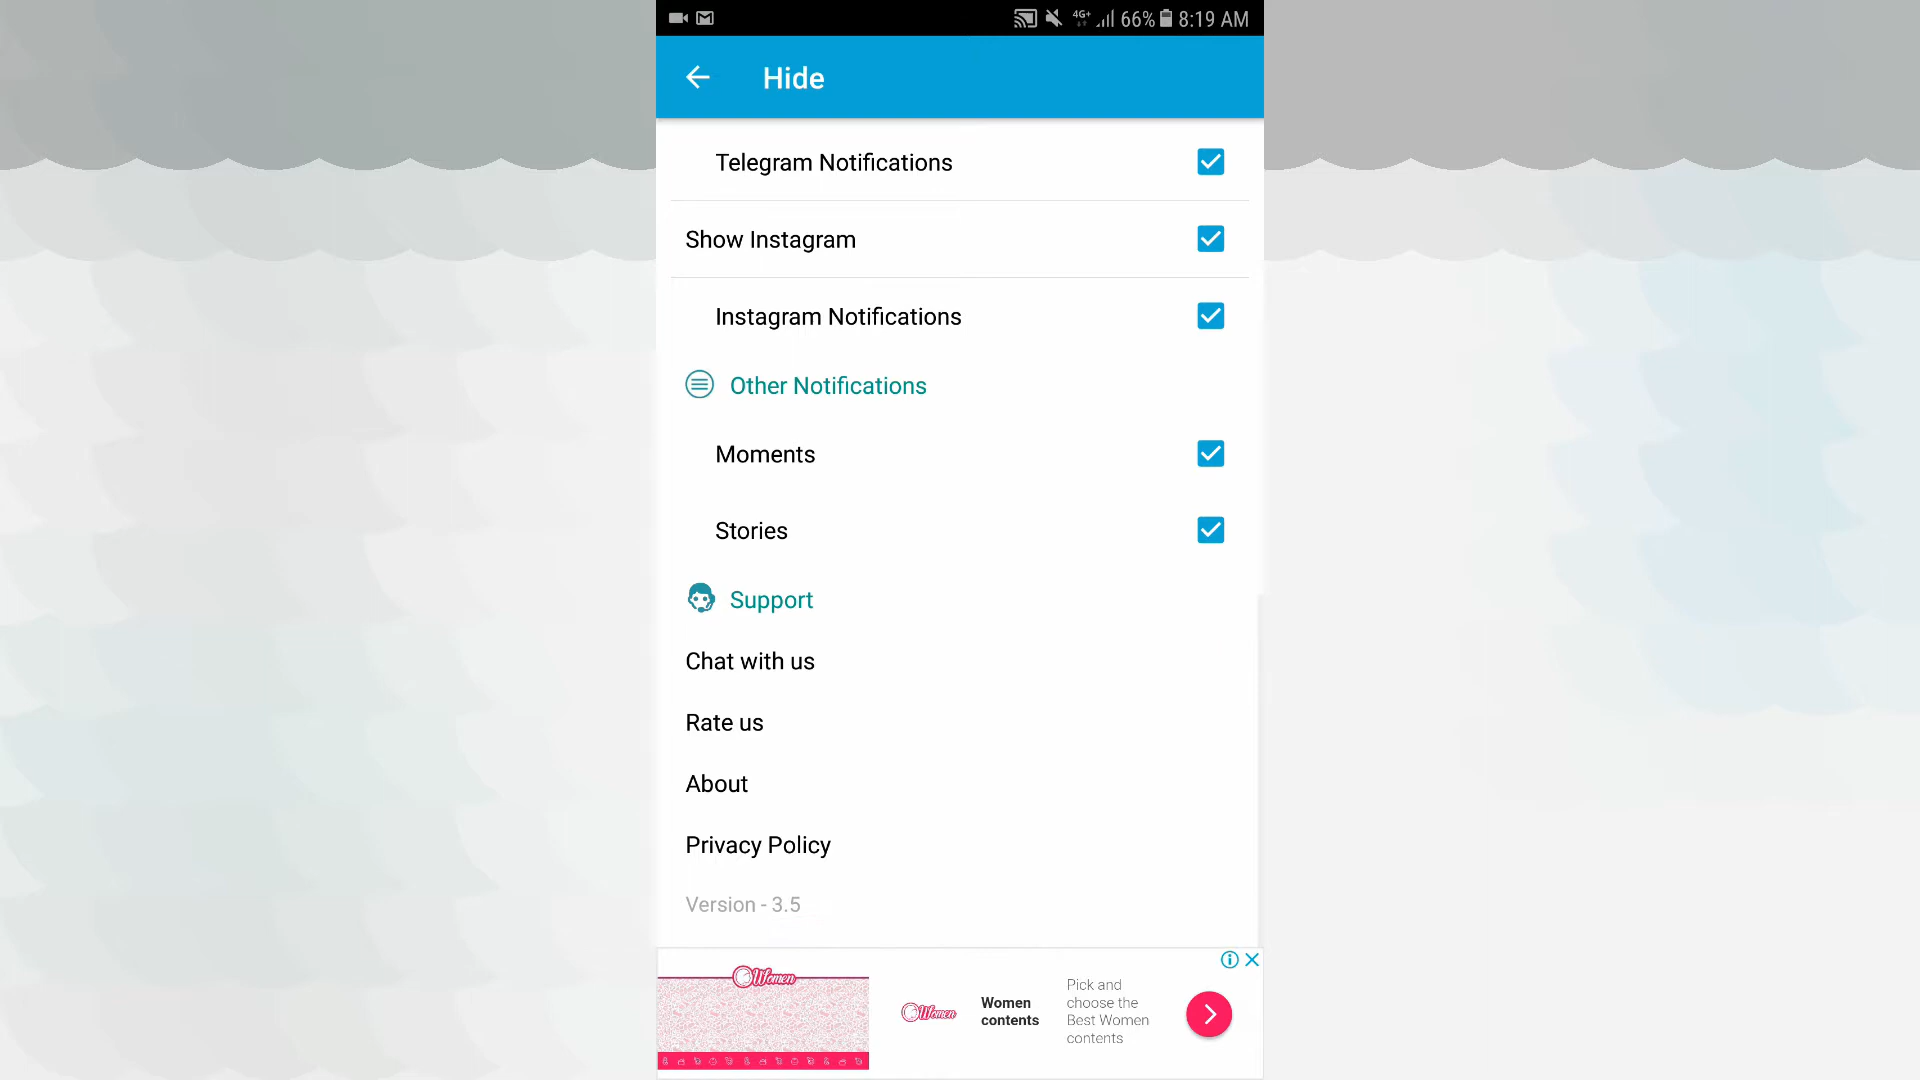 4G+ 66% 8:19 AM
Hide
Telegram Notifications
Show Instagram
Instagram Notifications
Other Notifications
Moments
Stories
Support
Chat with us
Rate us
About
Privacy Policy
Version - 3.5
Women
Women
Women
contents
Pick and
choose the
Best Women
contents